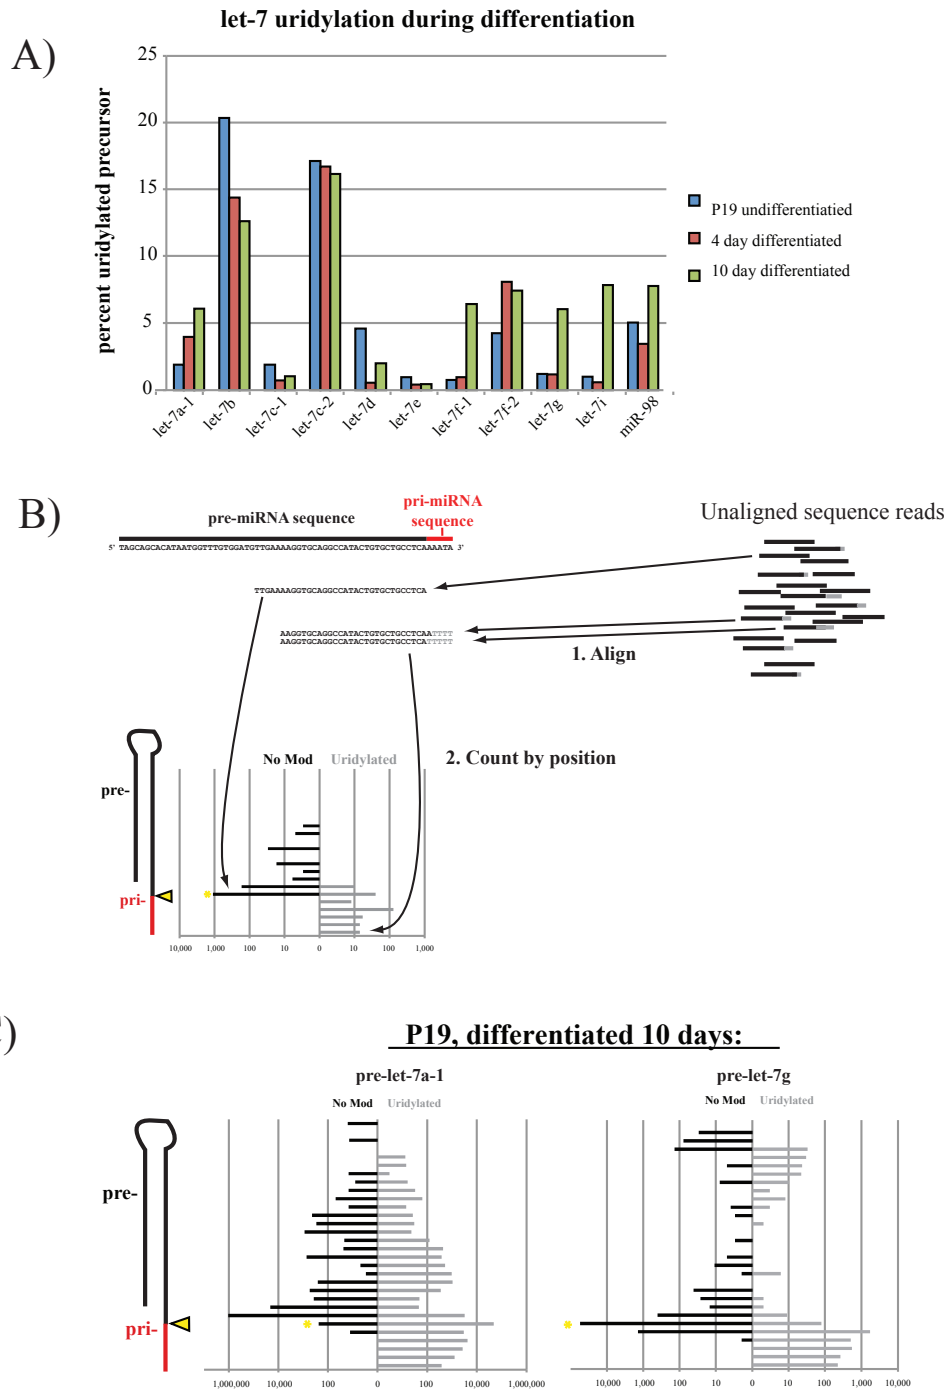 let-7 uridylation during differentiation
A)
percent uridylated precursor
25
20
15
10
5
0
let-7a-1
let-7b
let-7c-1
let-7c-2
let-7d
let-7e
let-7f-1
let-7f-2
let-7g
let-7i
miR-98
P19 undifferentiatied
4 day differentiated
10 day differentiated
B)
pre-miRNA sequence
pri-miRNA
sequence
Unaligned sequence reads
5' TAGCAGCACATAATGGTTTGTGGATGTTGAAAAGGTGCAGGCCATACTGTGCTGCCTCAAAATA 3'
TTGAAAAGGTGCAGGCCATACTGTGCTGCCTCA
AAGGTGCAGGCCATACTGTGCTGCCTCAATTTT
AAGGTGCAGGCCATACTGTGCTGCCTCATTTTT
1. Align
2. Count by position
No Mod Uridylated
pre-
pri-
*
10,000 1,000 100 10 0 10 100 1,000
C)
P19, differentiated 10 days:
pre-let-7a-1
No Mod Uridylated
pre-let-7g
No Mod Uridylated
pre-
pri-
*
*
1,000,000 10,000 100 0 100 10,000 1,000,000
10,000 1,000 100 10 0 10 100 1,000 10,000